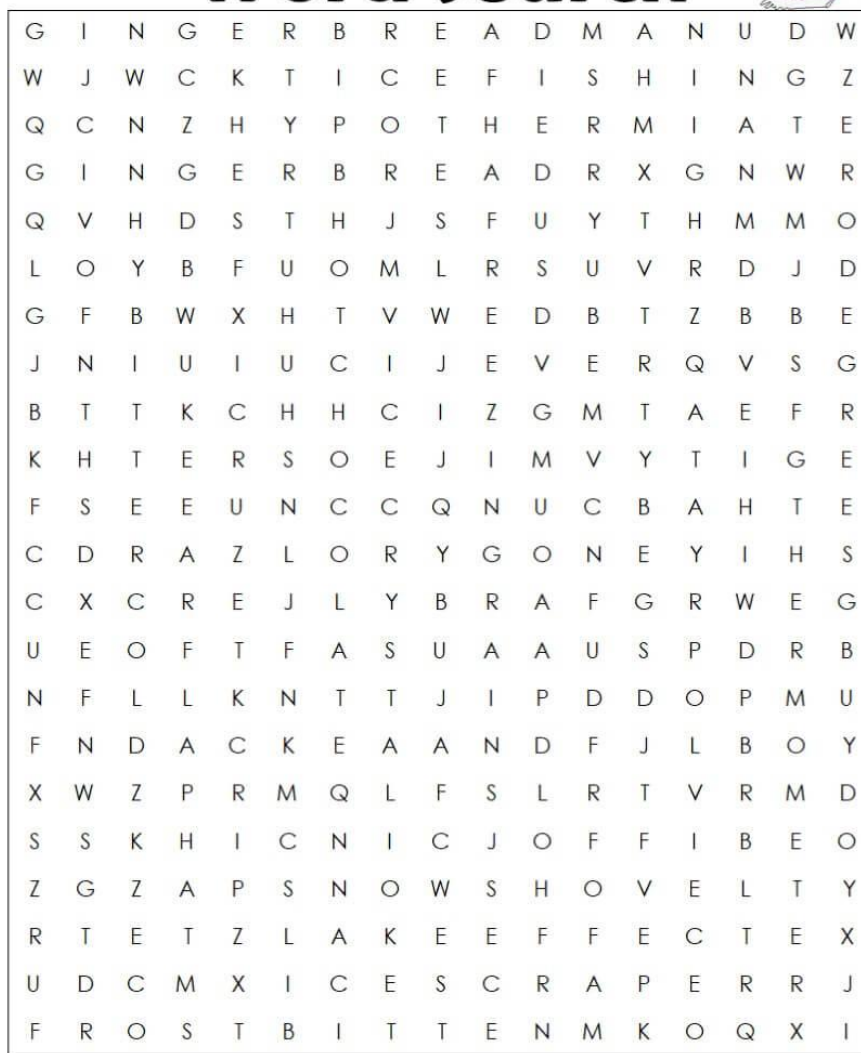 G I N G E R B R E A D M A N U D W
W J W C K T I C E F I S H I N G Z
Q C N Z H Y P O T H E R M I A T E
G I N G E R B R E A D R X G N W R
Q V H D S T H J S F U Y T H M M O
L O Y B F U O M L R S U V R D J D
G F B W X H T V W E D B T Z B B E
J N I U I U C I J E V E R Q V S G
B T T K C H H C I Z G M T A E F R
K H T E R S O E J I M V Y T I G E
F S E E U N C C Q N U C B A H T E
C D R A Z L O R Y G O N E Y I H S
C X C R E J L Y B R A F G R W E G
U E O F T F A S U A A U S P D R B
N F L L K N T T J I P D D O P M U
F N D A C K E A A N D F J L B O Y
X W Z P R M Q L F S L R T V R M D
S S K H I C N I C J O F F I B E O
Z G Z A P S N O W S H O V E L T Y
R T E T Z L A K E E F F E C T E X
U D C M X I C E S C R A P E R R J
F R O S T B I T T E N M K O Q X I